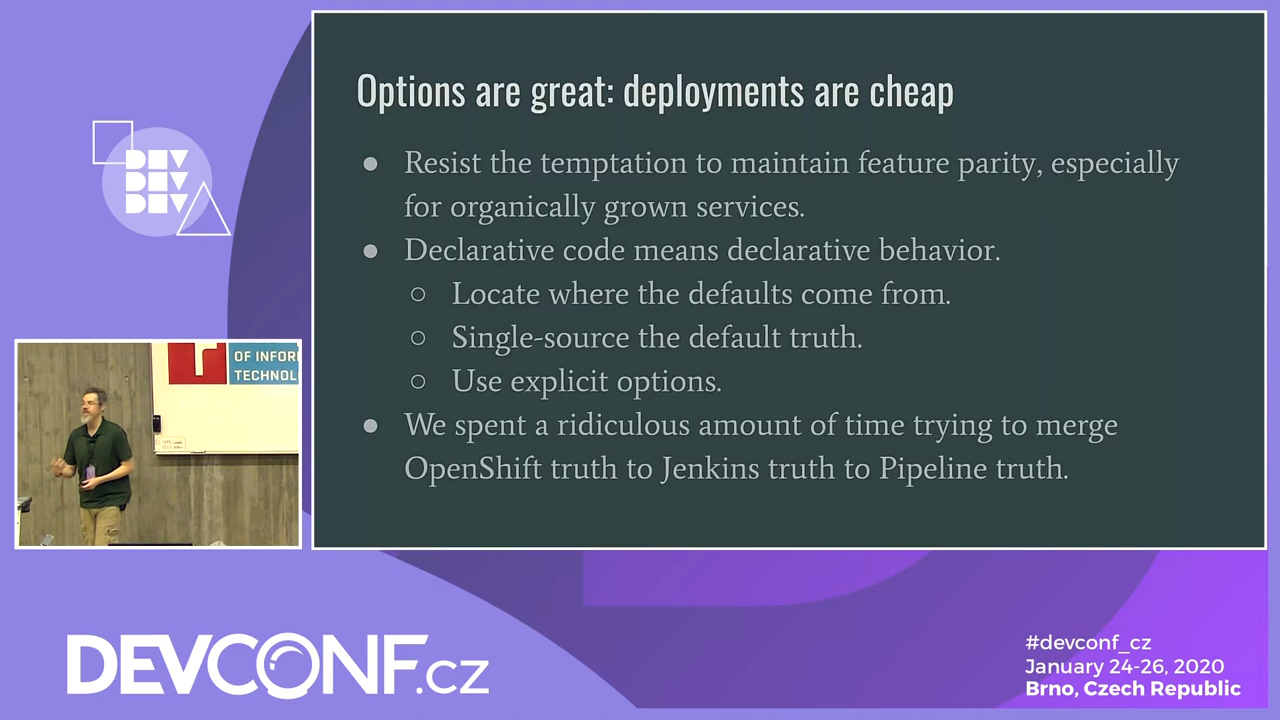 Options are great: deployments are cheap
● Resist the temptation to maintain feature parity, especially
for organically grown services.
● Declarative code means declarative behavior.
○ Locate where the defaults come from.
○ Single-source the default truth.
○ Use explicit options.
● We spent a ridiculous amount of time trying to merge
OpenShift truth to Jenkins truth to Pipeline truth.
DEV
DEV
DEV
OF INFOR
TECHNOL
DEVCONF.CZ
#devconf_cz
January 24-26, 2020
Brno, Czech Republic